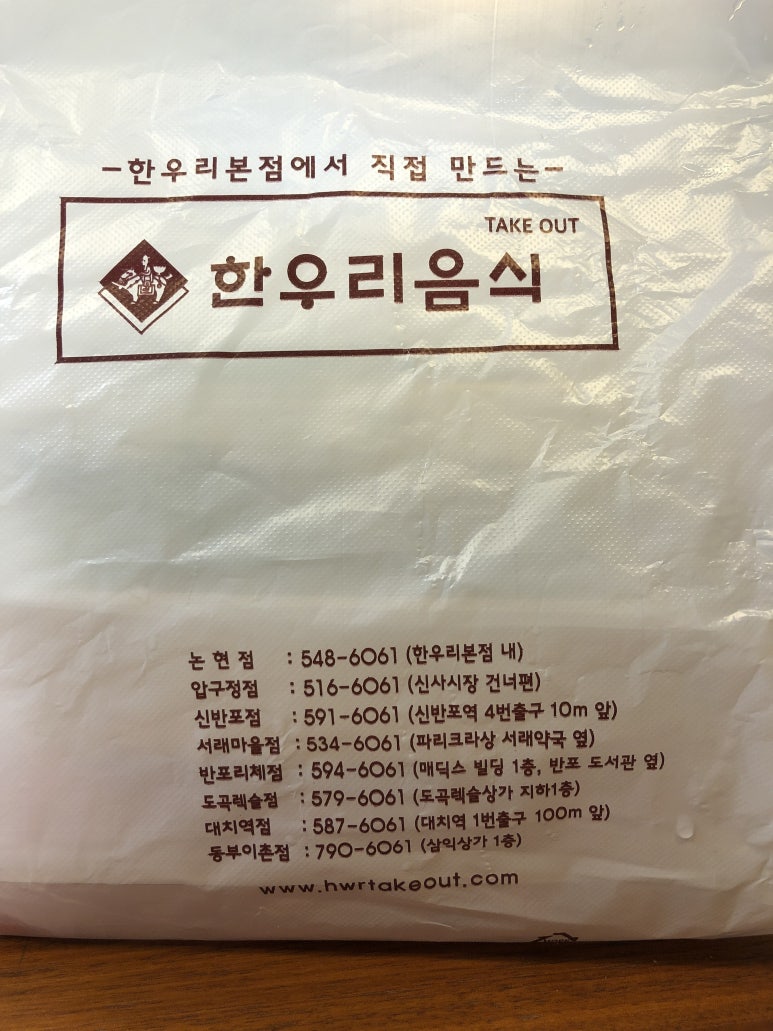 -한우리본점에서 직접 만드는-
TAKE OUT
한우리음식
논현점 : 548-6061 (한우리본점 내)
압구정점 : 516-6061 (신사시장 건너편)
신반포점 : 591-6061 (신반포역 4번출구 10m 앞)
서래마을점 : 534-6061 (파리크라상 서래약국 옆)
반포리체점 : 594-6061 (매딕스 빌딩 1층, 반포 도서관 옆)
도곡렉슬점 : 579-6061 (도곡렉슬상가 지하1층)
대치역점 : 587-6061 (대치역 1번출구 100m 앞)
동부이촌점 : 790-6061 (삼익상가 1층)
www.hwrtakeout.com